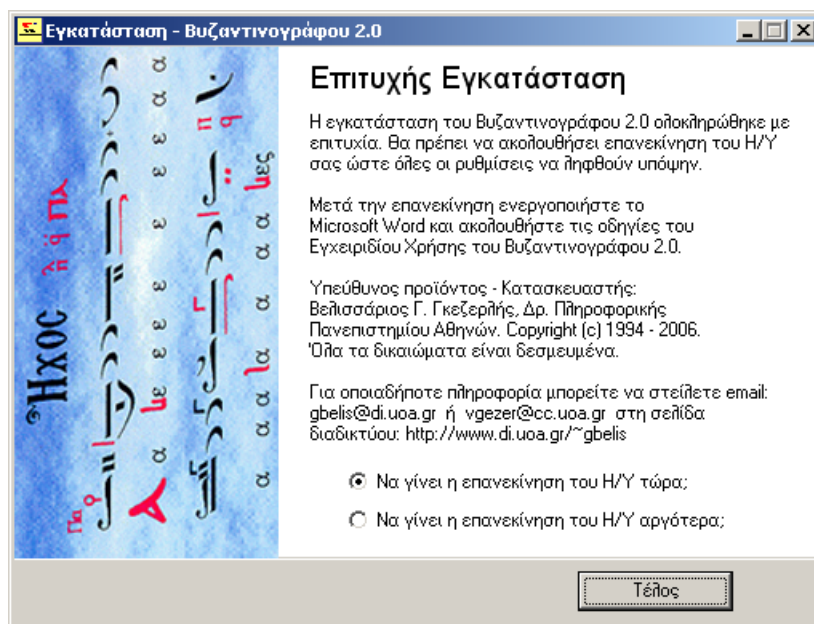 Εγκατάσταση - Βυζαντινογράφου 2.0
Επιτυχής Εγκατάσταση
Η εγκατάσταση του Βυζαντινογράφου 2.0 ολοκληρώθηκε με
επιτυχία. Θα πρέπει να ακολουθήσει επανεκίνηση του Η/Υ
σας ώστε όλες οι ρυθμίσεις να ληφθούν υπόψην.
Μετά την επανεκίνηση ενεργοποιήστε το
Microsoft Word και ακολουθήστε τις οδηγίες του
Εγχειριδίου Χρήσης του Βυζαντινογράφου 2.0.
Υπεύθυνος προϊόντος - Κατασκευαστής:
Βελισσάριος Γ. Γκεζερλής, Δρ. Πληροφορικής
Πανεπιστημίου Αθηνών. Copyright (c) 1994 - 2006.
Όλα τα δικαιώματα είναι δεσμευμένα.
Για οποιαδήποτε πληροφορία μπορείτε να στείλετε email:
gbelis@di.uoa.gr ή vgezer@cc.uoa.gr στη σελίδα
διαδικτύου: http://www.di.uoa.gr/~gbelis
Να γίνει η επανεκίνηση του Η/Υ τώρα;
Να γίνει η επανεκίνηση του Η/Υ αργότερα;
Τέλος
Ηχος